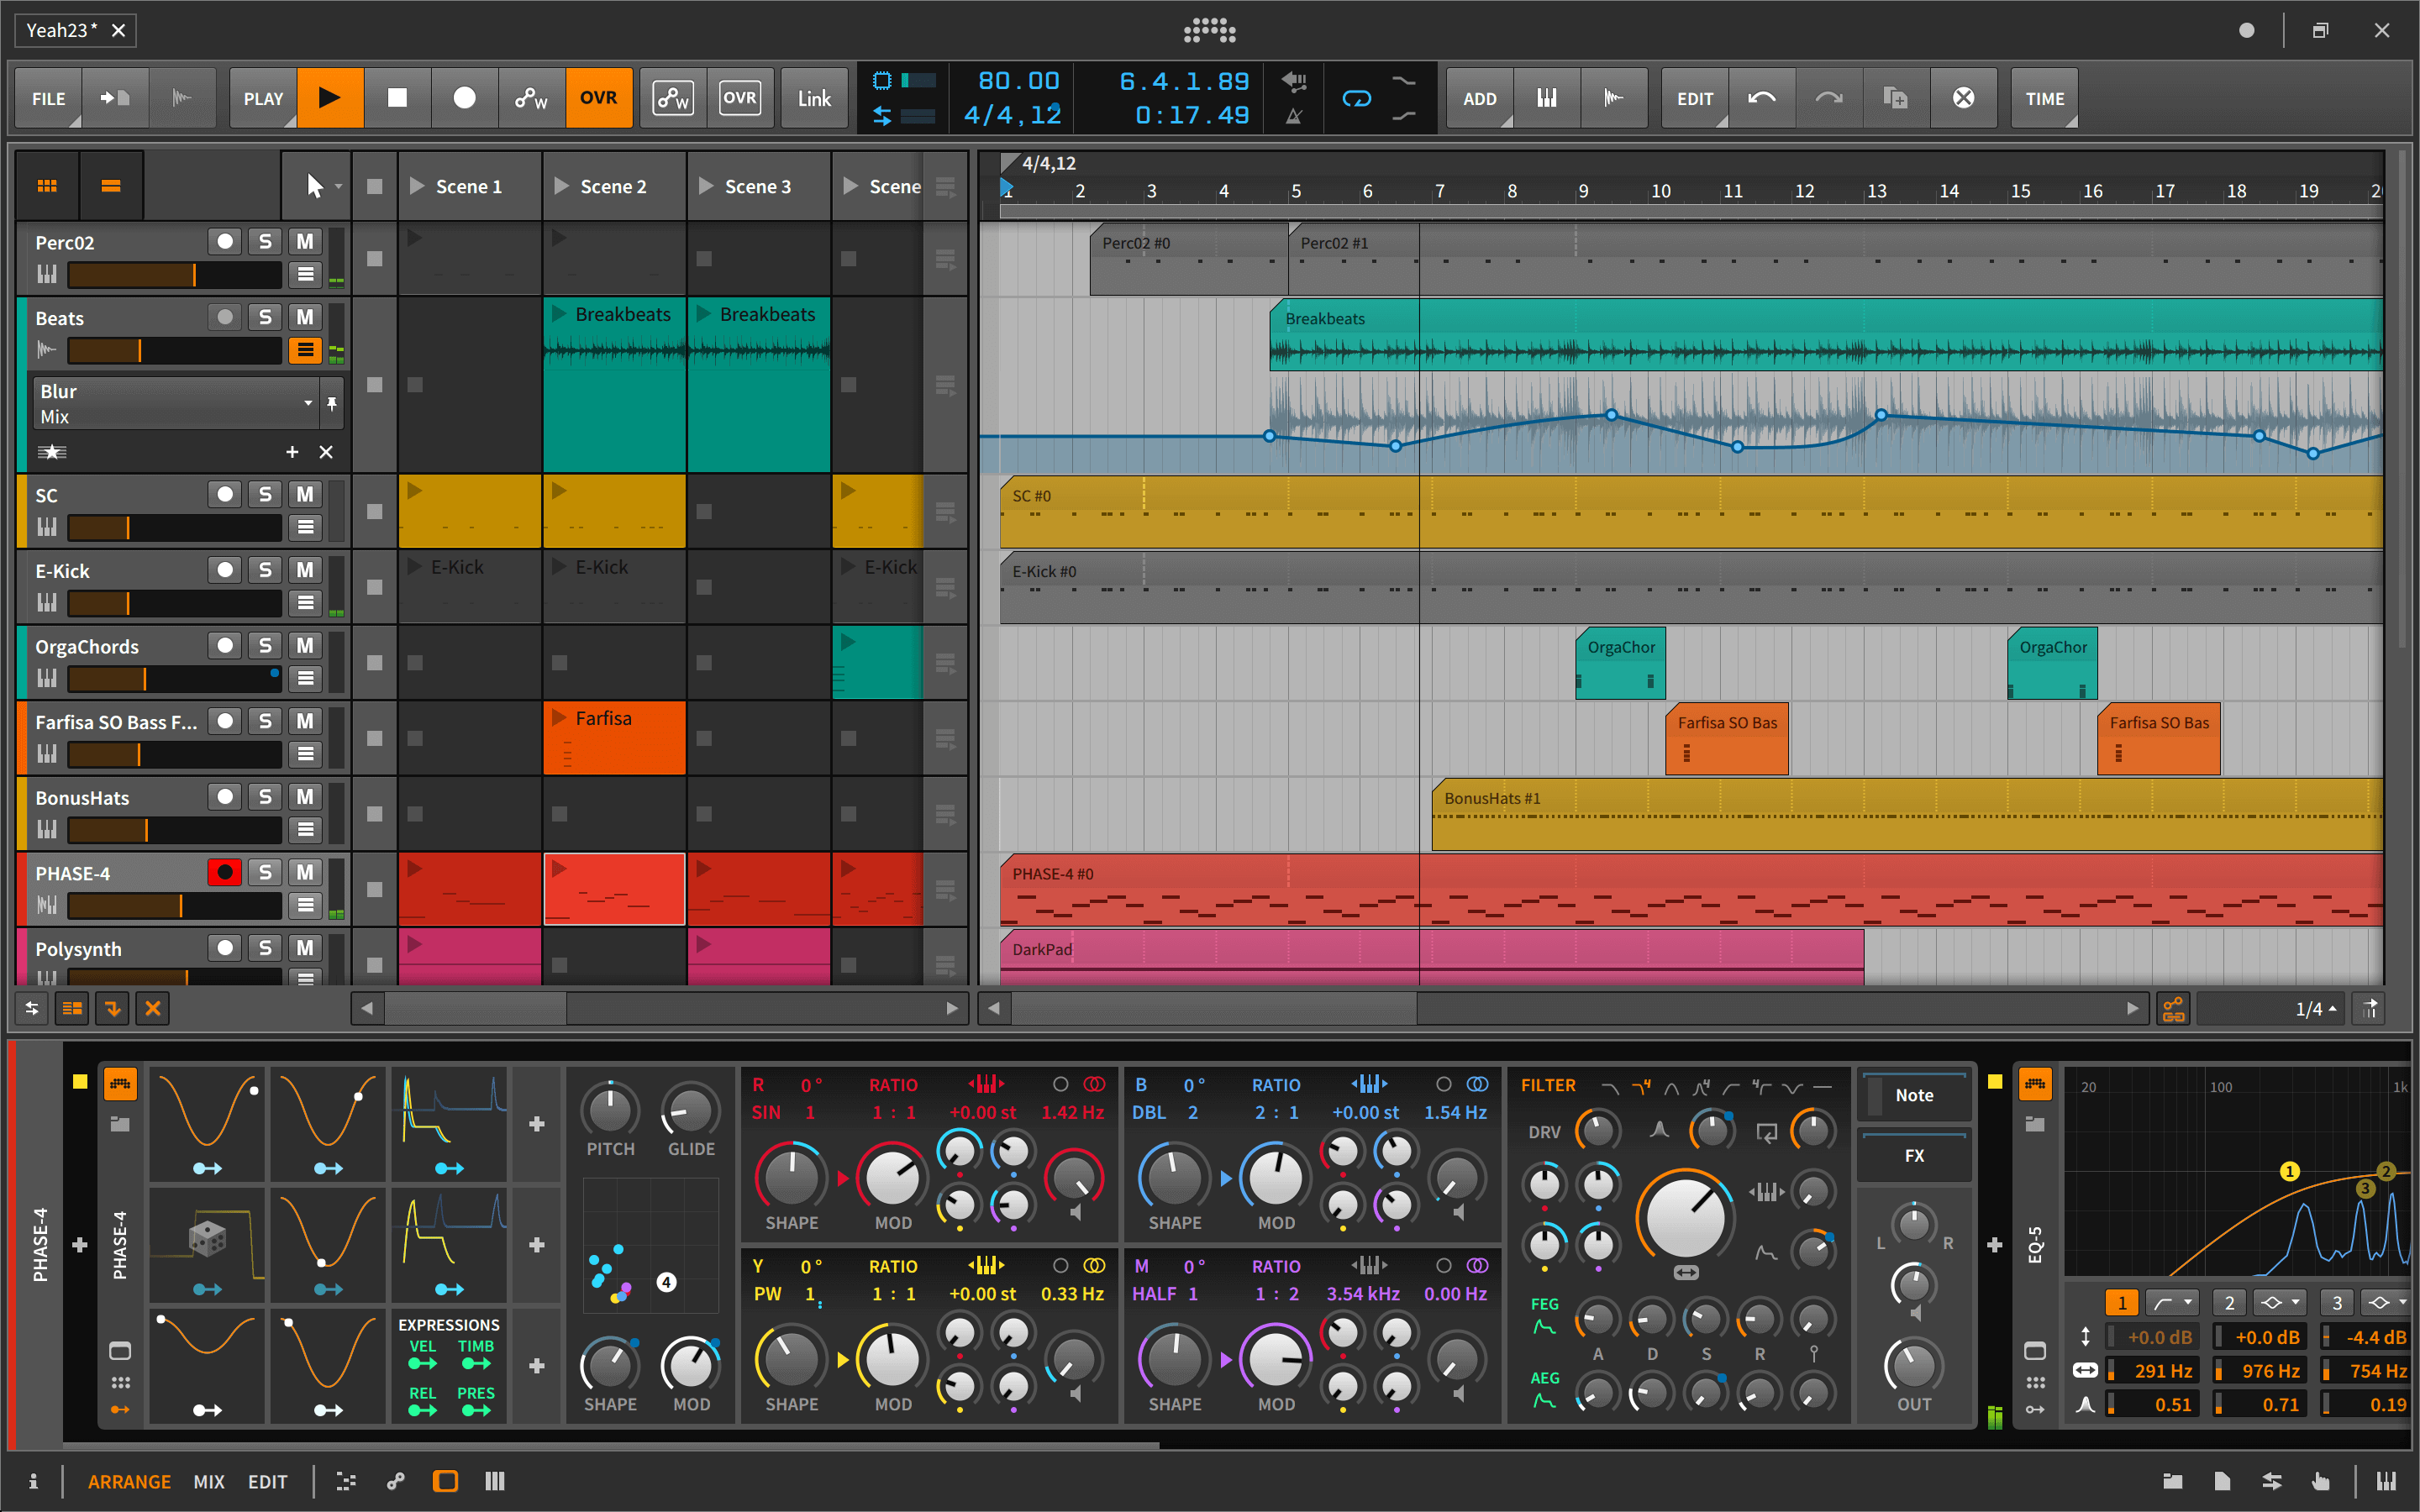 Yeah23*
FILE PLAY OVR OVR Link
80.00 6.4.1.89
4/4,12 0:17.49
ADD EDIT TIME
Scene 1 Scene 2 Scene 3 Scene
4/4,12
1 2 3 4 5 6 7 8 9 10 11 12 13 14 15 16 17 18 19
Perc02 S M
Perc02 #0 Perc02 #1
Beats S M
Breakbeats Breakbeats
Breakbeats
Blur
Mix
SC S M
SC #0
E-Kick S M
E-Kick E-Kick E-Kick
E-Kick #0
OrgaChords S M
OrgaChor OrgaChor
Farfisa SO Bass F... S M
Farfisa
Farfisa SO Bas Farfisa SO Bas
BonusHats S M
BonusHats #1
PHASE-4 S M
PHASE-4 #0
Polysynth S M
DarkPad
1/4
PHASE-4
PHASE-4
EXPRESSIONS
VEL TIMB
REL PRES
PITCH GLIDE
4
SHAPE MOD
R 0° RATIO
SIN 1 1 : 1 +0.00 st 1.42 Hz
SHAPE MOD
B 0° RATIO
DBL 2 2 : 1 +0.00 st 1.54 Hz
SHAPE MOD
Y 0° RATIO
PW 1 1 : 1 +0.00 st 0.33 Hz
SHAPE MOD
M 0° RATIO
HALF 1 1 : 2 3.54 kHz 0.00 Hz
SHAPE MOD
FILTER
DRV
FEG
A D S R
AEG
Note
FX
L R
OUT
EQ-5
20 100 1k
1 2
3
1 2 3
+0.0 dB +0.0 dB -4.4 dB
291 Hz 976 Hz 754 Hz
0.51 0.71 0.19
ARRANGE MIX EDIT